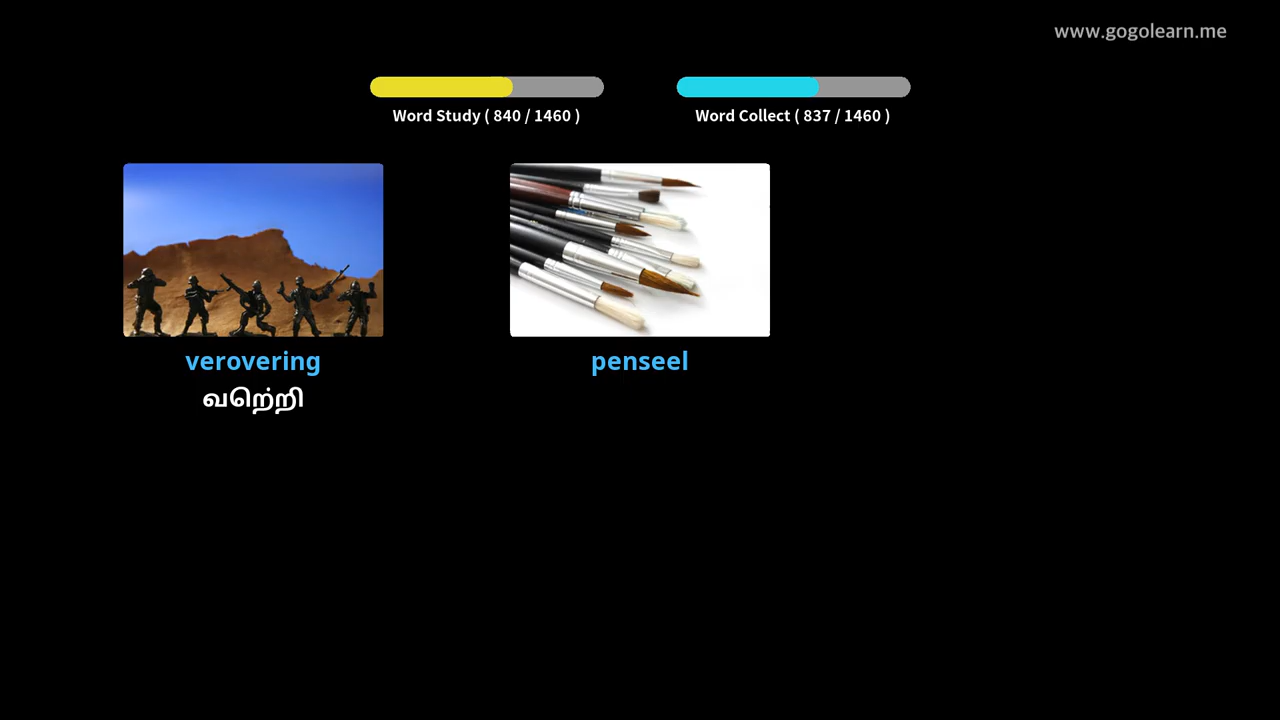 www.gogolearn.me
Word Study ( 840 / 1460 )
Word Collect ( 837 / 1460 )
verovering
penseel
வெற்றி